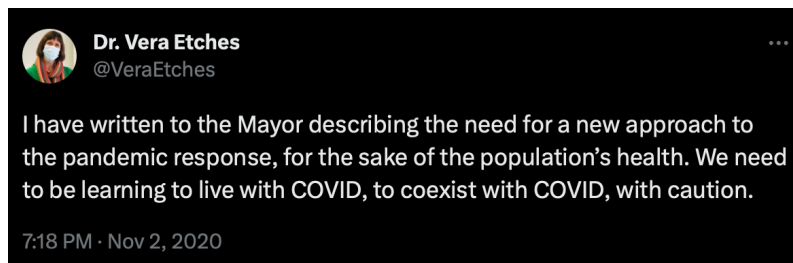 Dr. Vera Etches
@VeraEtches
I have written to the Mayor describing the need for a new approach to
the pandemic response, for the sake of the population’s health. We need
to be learning to live with COVID, to coexist with COVID, with caution.
7:18 PM · Nov 2, 2020